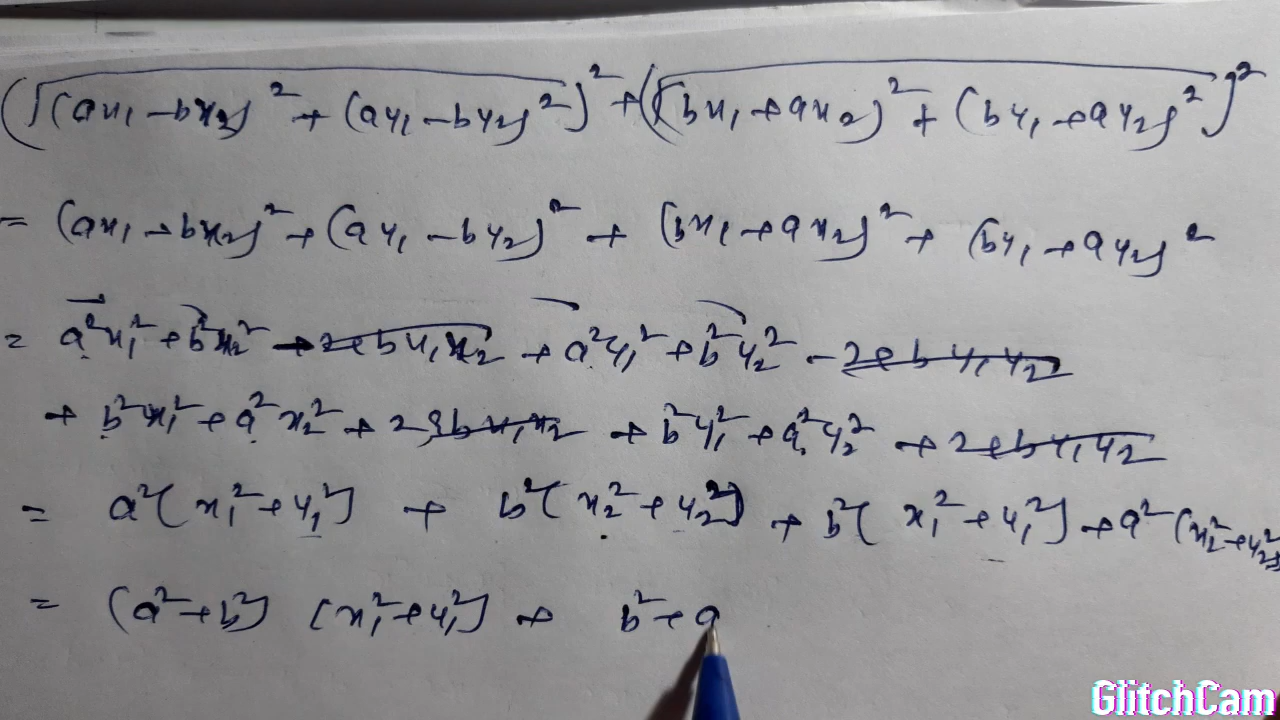 (√((ax₁ - bx₂)² + (ay₁ - by₂)²))² + (√((bx₁ + ax₂)² + (by₁ + ay₂)²))²
= (ax₁ - bx₂)² + (ay₁ - by₂)² + (bx₁ + ax₂)² + (by₁ + ay₂)²
= a²x₁² + b²x₂² - 2abx₁x₂ + a²y₁² + b²y₂² - 2aby₁y₂
+ b²x₁² + a²x₂² + 2abx₁x₂ + b²y₁² + a²y₂² + 2aby₁y₂
= a²(x₁² + y₁²) + b²(x₂² + y₂²) + b²(x₁² + y₁²) + a²(x₂² + y₂²)
= (a² + b²) (x₁² + y₁²) + b² + a
GlitchCam